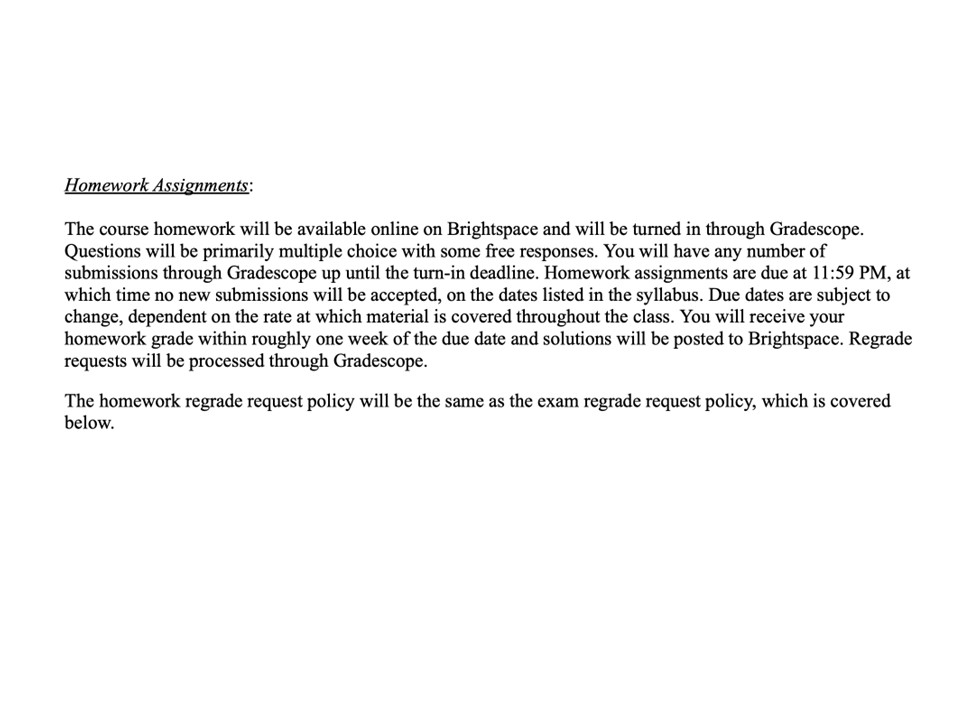 Homework Assignments:
The course homework will be available online on Brightspace and will be turned in through Gradescope.
Questions will be primarily multiple choice with some free responses. You will have any number of
submissions through Gradescope up until the turn-in deadline. Homework assignments are due at 11:59 PM, at
which time no new submissions will be accepted, on the dates listed in the syllabus. Due dates are subject to
change, dependent on the rate at which material is covered throughout the class. You will receive your
homework grade within roughly one week of the due date and solutions will be posted to Brightspace. Regrade
requests will be processed through Gradescope.
The homework regrade request policy will be the same as the exam regrade request policy, which is covered
below.